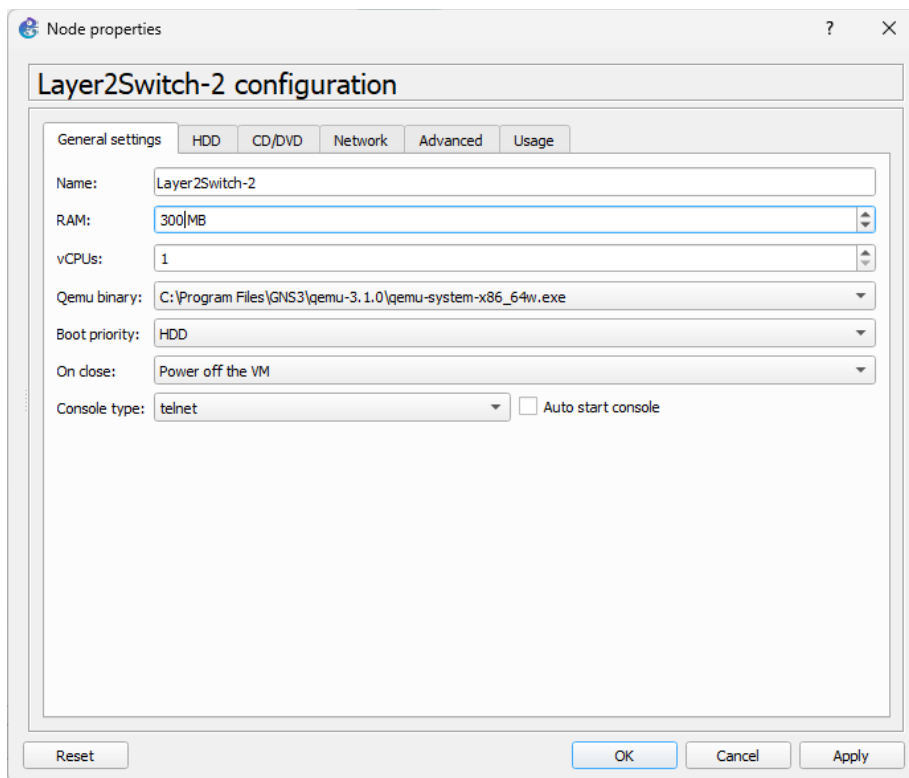 Node properties
?
Layer2Switch-2 configuration
General settings HDD CD/DVD Network Advanced Usage
Name: Layer2Switch-2
RAM: 300 MB
vCPUs: 1
Qemu binary: C:\Program Files\GNS3\qemu-3.1.0\qemu-system-x86_64w.exe
Boot priority: HDD
On close: Power off the VM
Console type: telnet Auto start console
Reset OK Cancel Apply